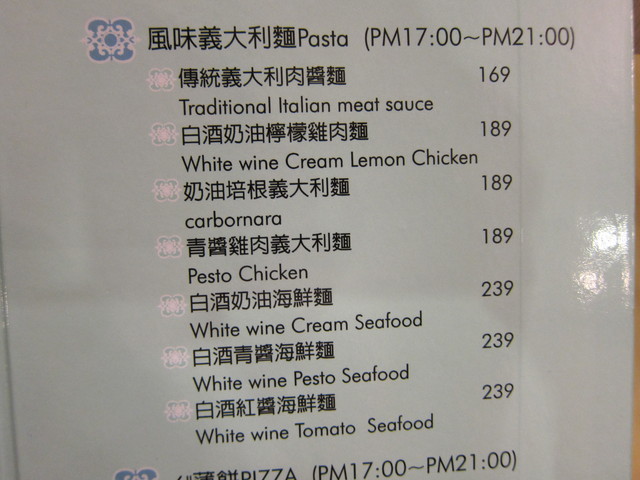 風味義大利麵Pasta (PM17:00~PM21:00)
傳統義大利肉醬麵 169
Traditional Italian meat sauce
白酒奶油檸檬雞肉麵 189
White wine Cream Lemon Chicken
奶油培根義大利麵 189
carbornara
青醬雞肉義大利麵 189
Pesto Chicken
白酒奶油海鮮麵 239
White wine Cream Seafood
白酒青醬海鮮麵 239
White wine Pesto Seafood
白酒紅醬海鮮麵 239
White wine Tomato Seafood
薄餅PIZZA (PM17:00~PM21:00)